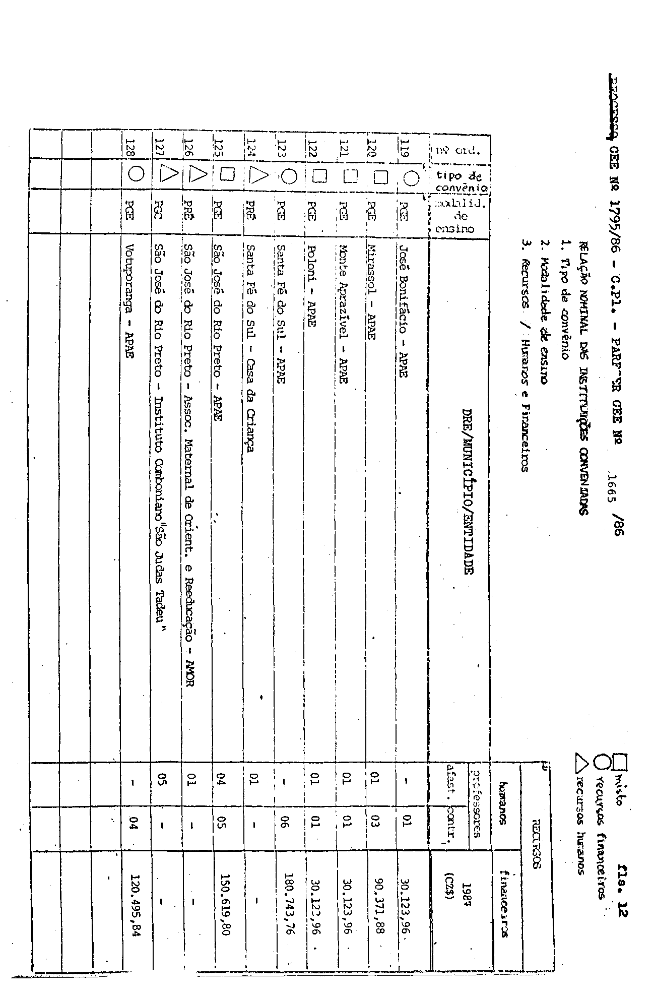 PROCESSO CEE Nº 1795/86 - C.Pl. - PARECER CEE Nº 1665 /86 fls. 12
RELAÇÃO NOMINAL DAS INSTITUIÇÕES CONVENIADAS
1. Tipo de convênio
2. Modalidade de ensino
3. Recursos / Humanos e Financeiros
□ misto
○ recursos financeiros
△ recursos humanos
RECURSOS
humanos financeiros
nº ord. tipo de convênio modalid. de ensino DRE/MUNICÍPIO/ENTIDADE professores afast. contr. 1987 (CZ$)
119 ○ PGE José Bonifácio - APAE - 01 30.123,96
120 □ PGE Mirassol - APAE 01 03 90.371,88
121 □ PGE Monte Aprazível - APAE 01 01 30.123,96
122 □ PGE Poloni - APAE 01 01 30.123,96
123 ○ PGE Santa Fé do Sul - APAE - 06 180.743,76
124 △ PRÉ Santa Fé do Sul - Casa da Criança 01 - -
125 □ PGE São José do Rio Preto - APAE 04 05 150.619,80
126 △ PRÉ São José do Rio Preto - Assoc. Maternal de Orient. e Reeducação - AMOR 01 - -
127 △ PGC São José do Rio Preto - Instituto Comboniano "São Judas Tadeu" 05 - -
128 ○ PGE Votuporanga - APAE - 04 120.495,84